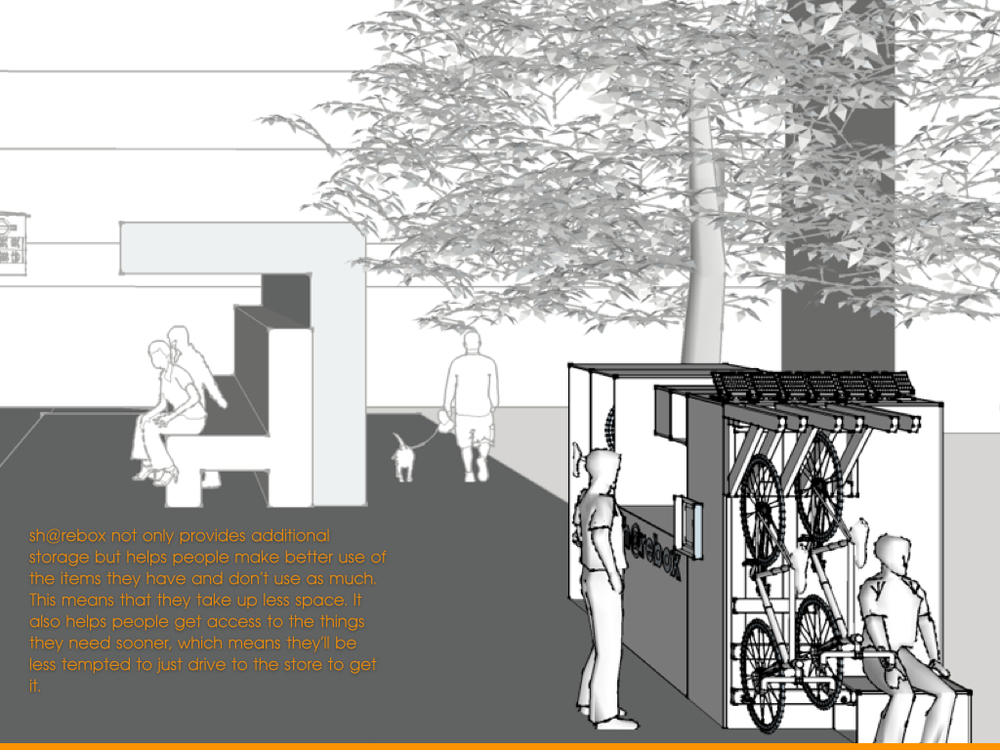 sh@rebox not only provides additional
storage but helps people make better use of
the items they have and don't use as much.
This means that they take up less space. It
also helps people get access to the things
they need sooner, which means they'll be
less tempted to just drive to the store to get
it.